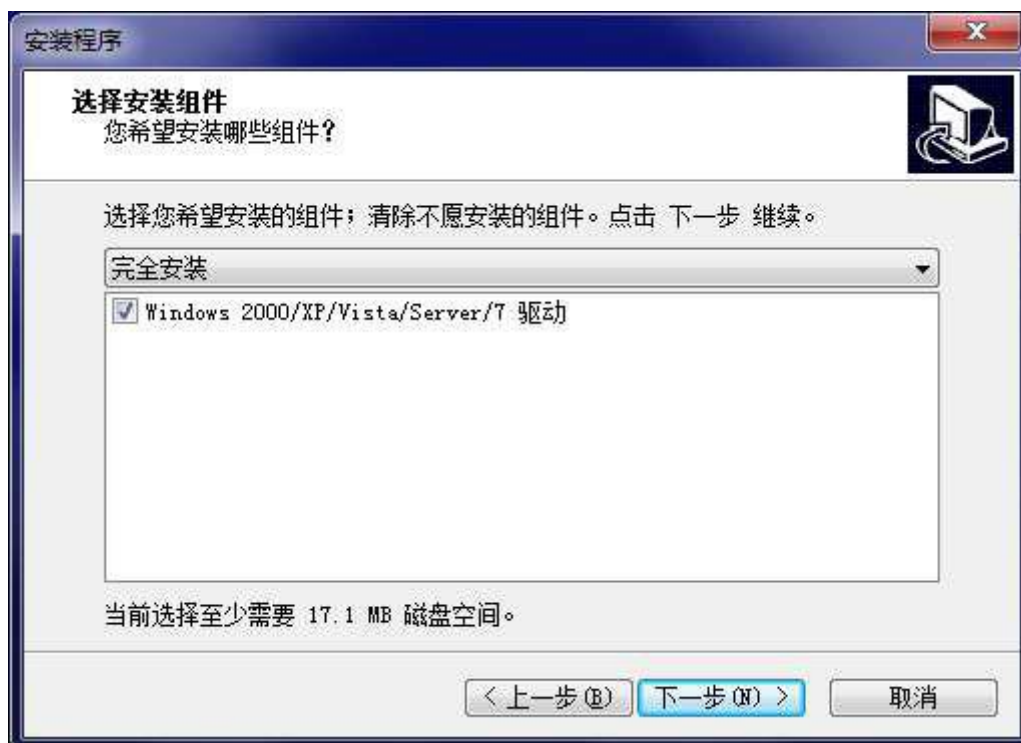 安装程序
选择安装组件
您希望安装哪些组件？
选择您希望安装的组件；清除不愿安装的组件。点击 下一步 继续。
完全安装
Windows 2000/XP/Vista/Server/7 驱动
当前选择至少需要 17.1 MB 磁盘空间。
< 上一步(B)
下一步(N) >
取消